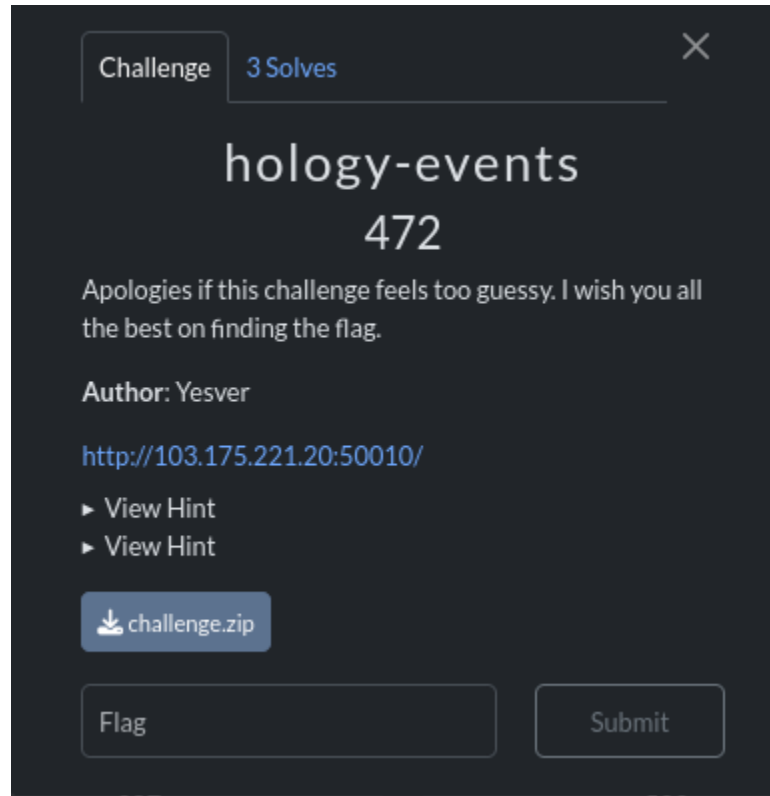 Challenge
3 Solves
hology-events
472
Apologies if this challenge feels too guessy. I wish you all
the best on finding the flag.
Author: Yesver
http://103.175.221.20:50010/
▸ View Hint
▸ View Hint
challenge.zip
Flag
Submit